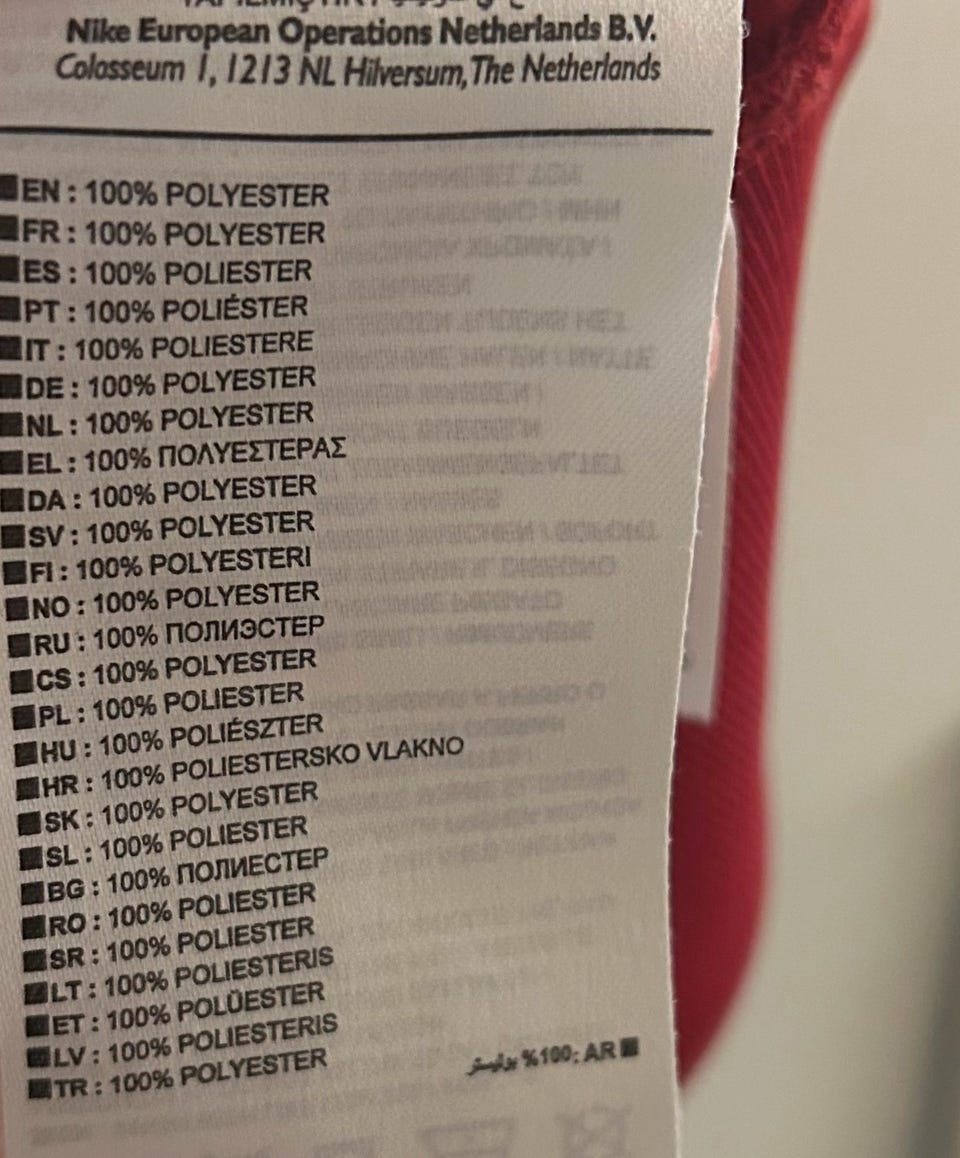 Nike European Operations Netherlands B.V.
Colosseum 1, 1213 NL Hilversum, The Netherlands
EN : 100% POLYESTER
FR : 100% POLYESTER
ES : 100% POLIESTER
PT : 100% POLIÉSTER
IT : 100% POLIESTERE
DE : 100% POLYESTER
NL : 100% POLYESTER
EL : 100% ΠΟΛΥΕΣΤΕΡΑΣ
DA : 100% POLYESTER
SV : 100% POLYESTER
FI : 100% POLYESTERI
NO : 100% POLYESTER
RU : 100% ПОЛИЭСТЕР
CS : 100% POLYESTER
PL : 100% POLIESTER
HU : 100% POLIÉSZTER
HR : 100% POLIESTERSKO VLAKNO
SK : 100% POLYESTER
SL : 100% POLIESTER
BG : 100% ПОЛИЕСТЕР
RO : 100% POLIESTER
SR : 100% POLIESTER
LT : 100% POLIESTERIS
ET : 100% POLÜESTER
LV : 100% POLIESTERIS
TR : 100% POLYESTER
AR :100% بوليستر